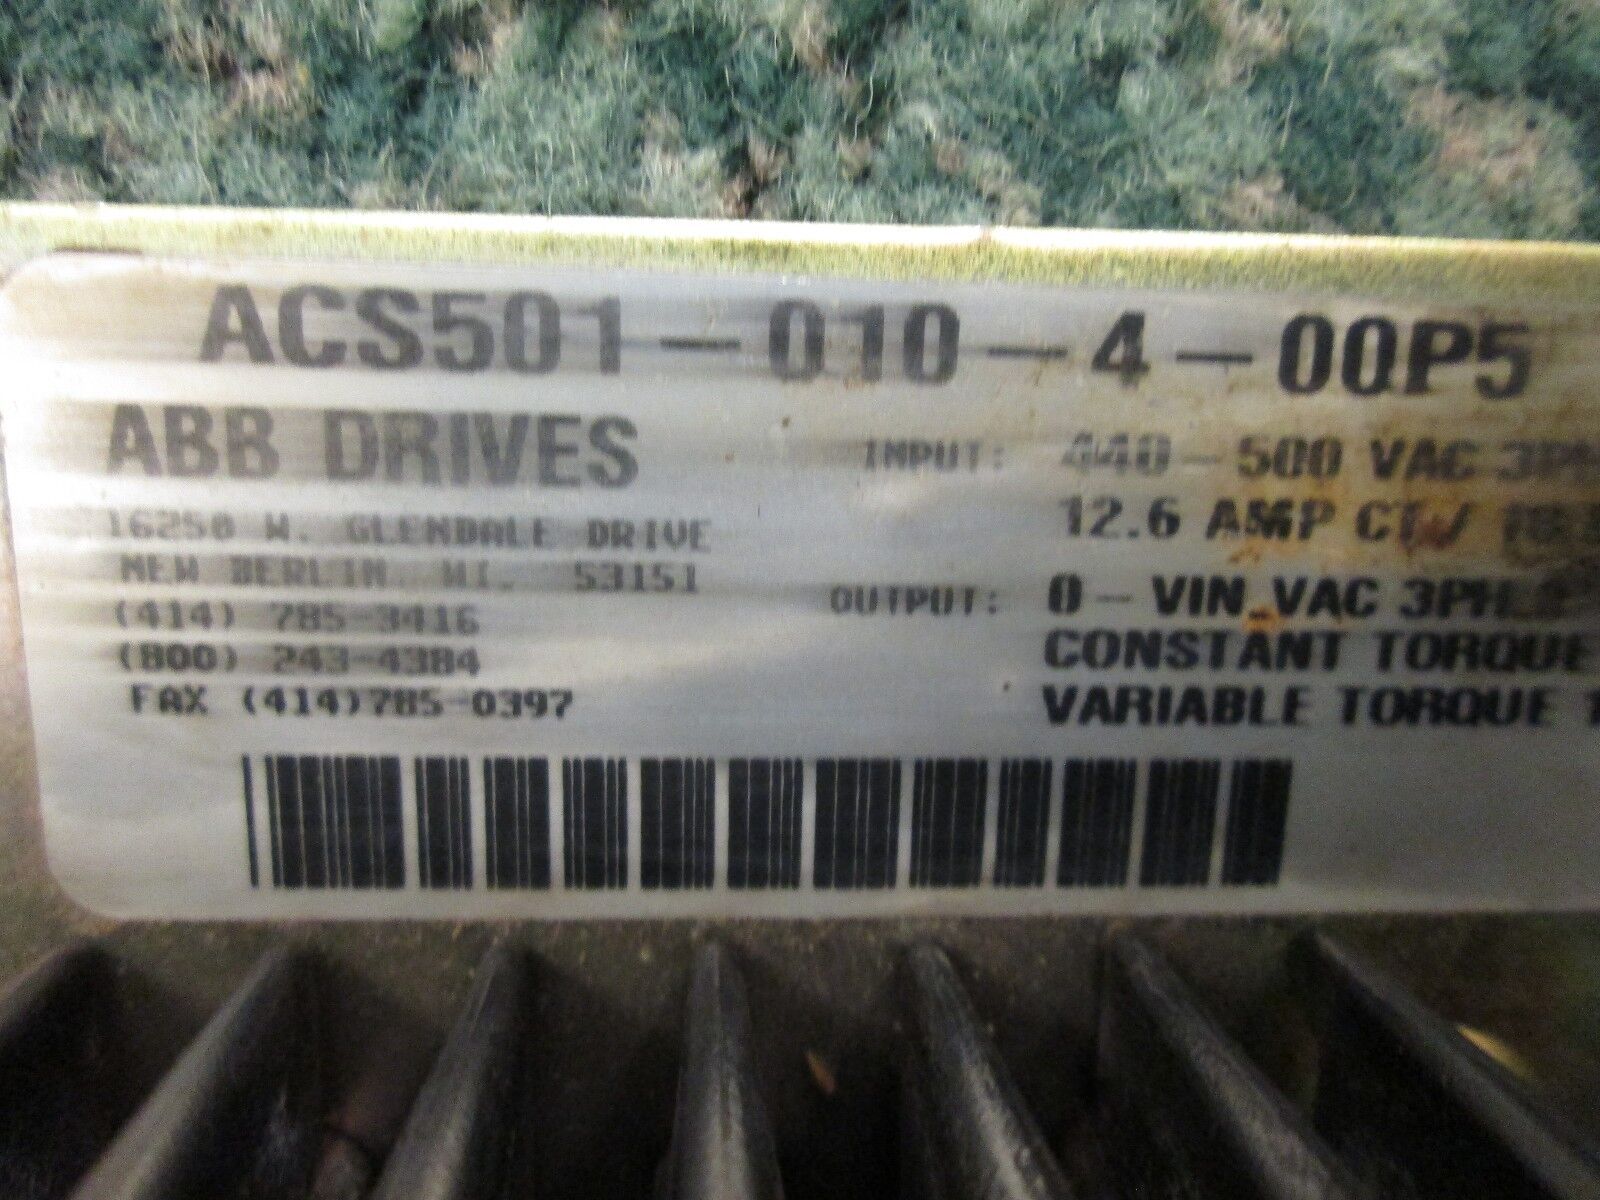 ACS501-010-4-00P5
ABB DRIVES
16250 W. GLENDALE DRIVE
NEW BERLIN, WI. 53151
(414) 785-3416
(800) 243-4384
FAX (414)785-0397
INPUT: 440-500 VAC
12.6 AMP CT /
OUTPUT: 0-VIN VAC 3PH
CONSTANT TORQUE
VARIABLE TORQUE